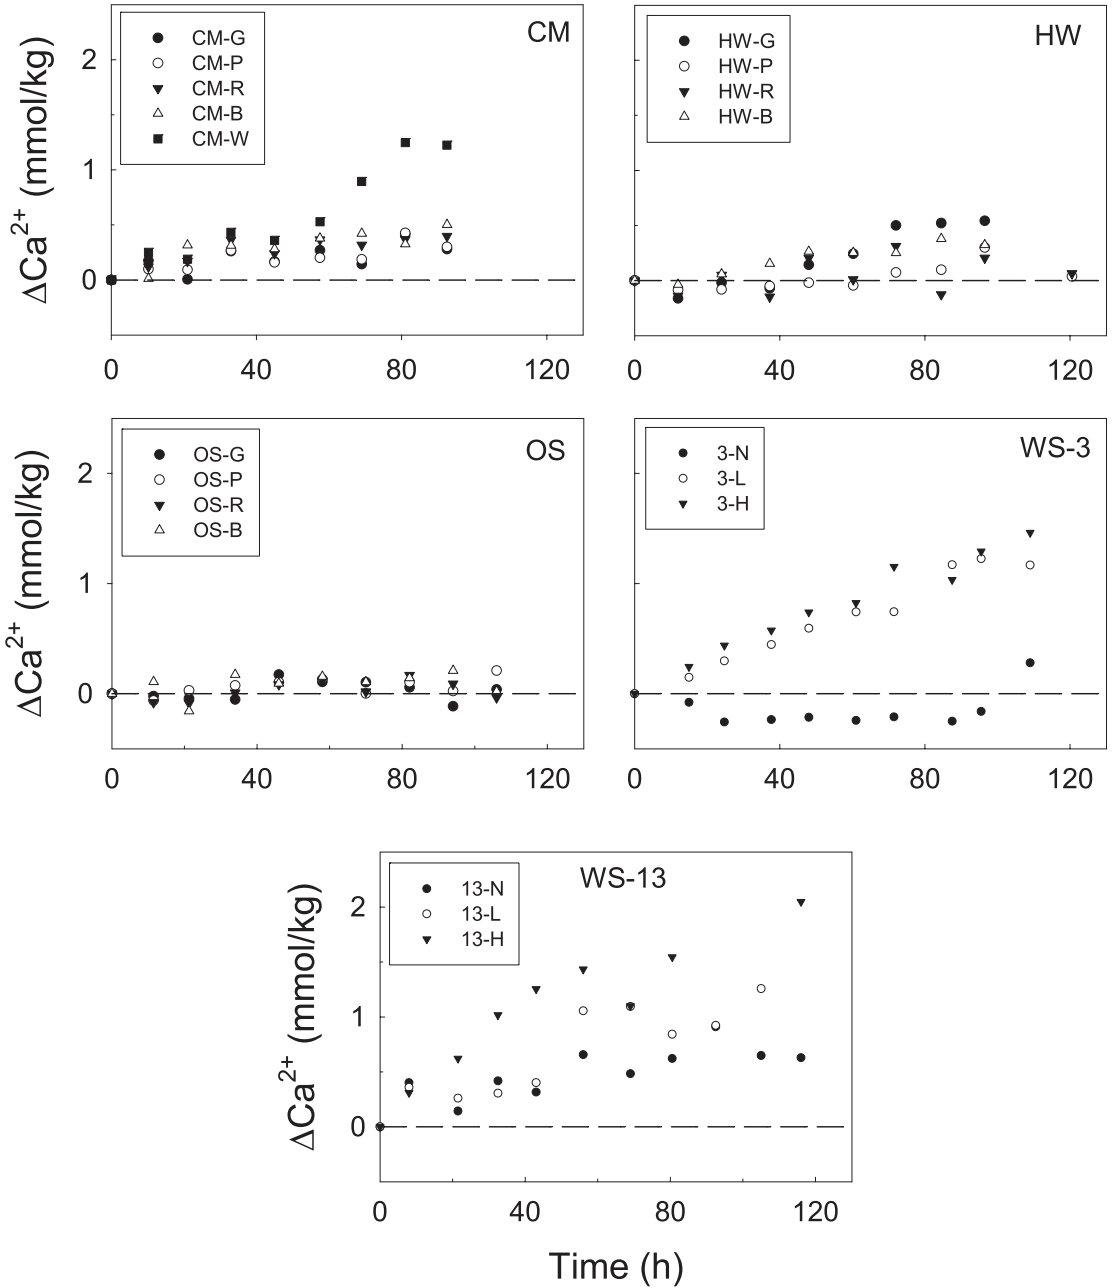 CM
CM-G
CM-P
CM-R
CM-B
CM-W
ΔCa2+ (mmol/kg)
2
1
0
0 40 80 120
HW
HW-G
HW-P
HW-R
HW-B
0 40 80 120
OS
OS-G
OS-P
OS-R
OS-B
ΔCa2+ (mmol/kg)
2
1
0
0 40 80 120
WS-3
3-N
3-L
3-H
0 40 80 120
WS-13
13-N
13-L
13-H
ΔCa2+ (mmol/kg)
2
1
0
0 40 80 120
Time (h)